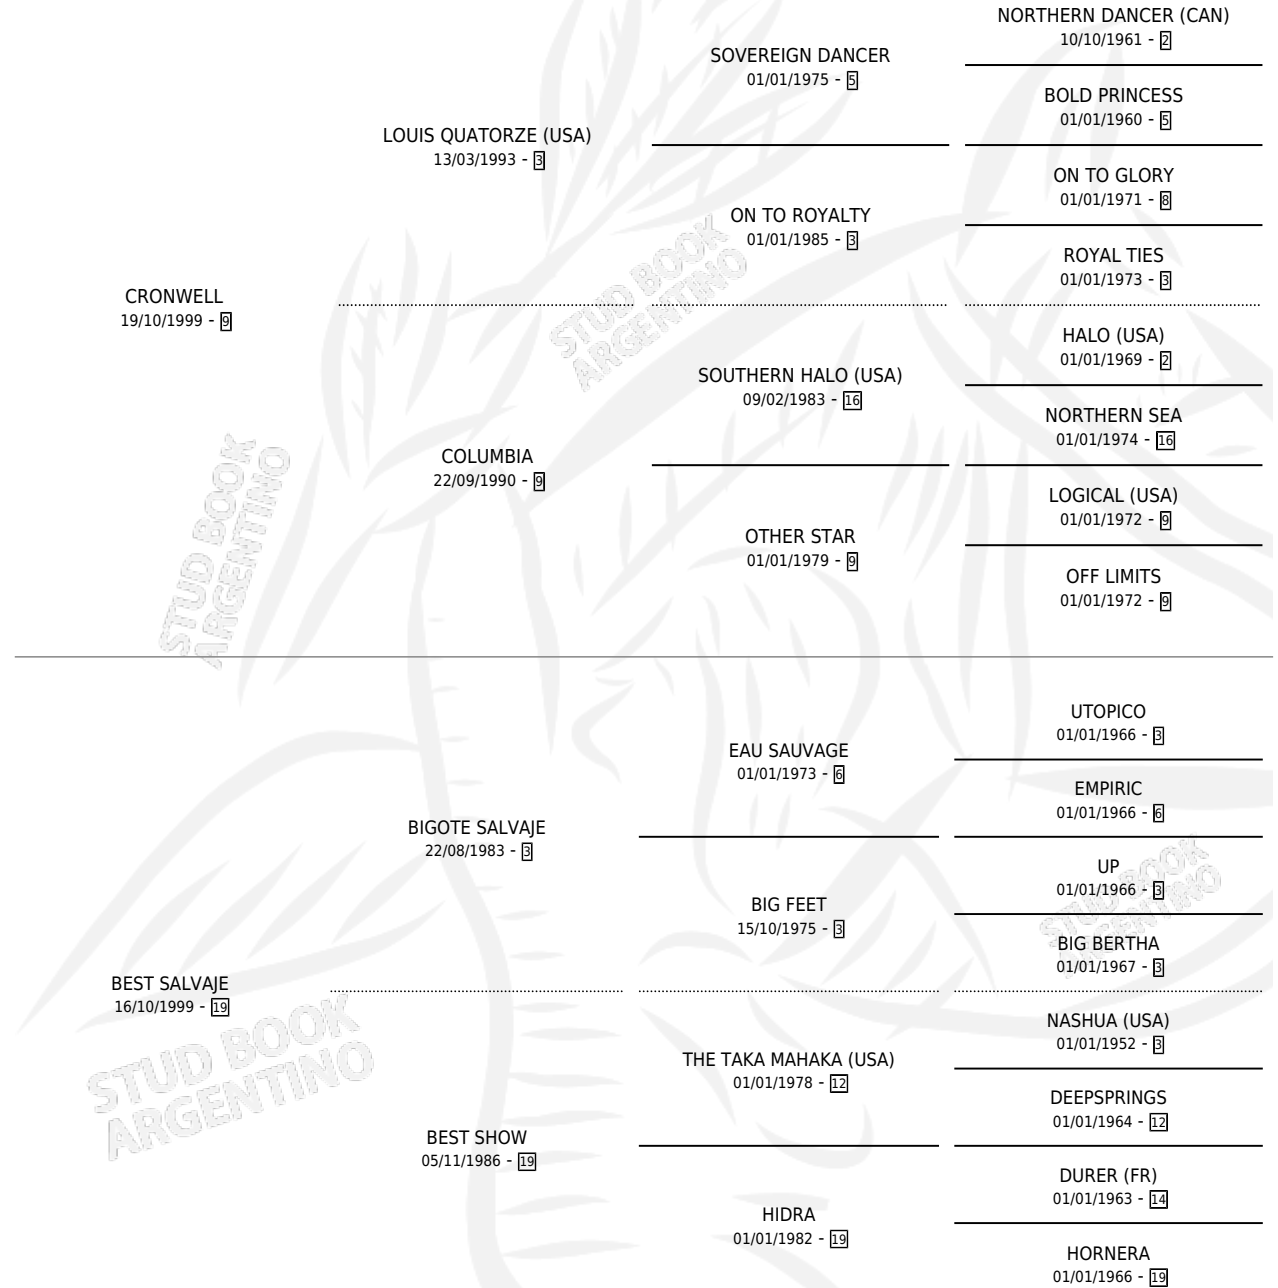 NORTHERN DANCER (CAN)
10/10/1961 - 2
SOVEREIGN DANCER
01/01/1975 - 5
BOLD PRINCESS
01/01/1960 - 5
LOUIS QUATORZE (USA)
13/03/1993 - 3
ON TO GLORY
01/01/1971 - 8
ON TO ROYALTY
01/01/1985 - 3
ROYAL TIES
01/01/1973 - 3
CRONWELL
19/10/1999 - 9
STUD BOOK
ARGENTINO
HALO (USA)
01/01/1969 - 2
SOUTHERN HALO (USA)
09/02/1983 - 16
NORTHERN SEA
01/01/1974 - 16
COLUMBIA
22/09/1990 - 9
LOGICAL (USA)
01/01/1972 - 9
OTHER STAR
01/01/1979 - 9
OFF LIMITS
01/01/1972 - 9
STUD BOOK
ARGENTINO
UTOPICO
01/01/1966 - 3
EAU SAUVAGE
01/01/1973 - 6
EMPIRIC
01/01/1966 - 6
BIGOTE SALVAJE
22/08/1983 - 3
UP
01/01/1966 - 3
BIG FEET
15/10/1975 - 3
BIG BERTHA
01/01/1967 - 3
STUD BOOK
ARGENTINO
BEST SALVAJE
16/10/1999 - 19
NASHUA (USA)
01/01/1952 - 3
THE TAKA MAHAKA (USA)
01/01/1978 - 12
DEEPSPRINGS
01/01/1964 - 12
STUD BOOK
ARGENTINO
BEST SHOW
05/11/1986 - 19
DURER (FR)
01/01/1963 - 14
HIDRA
01/01/1982 - 19
HORNERA
01/01/1966 - 19